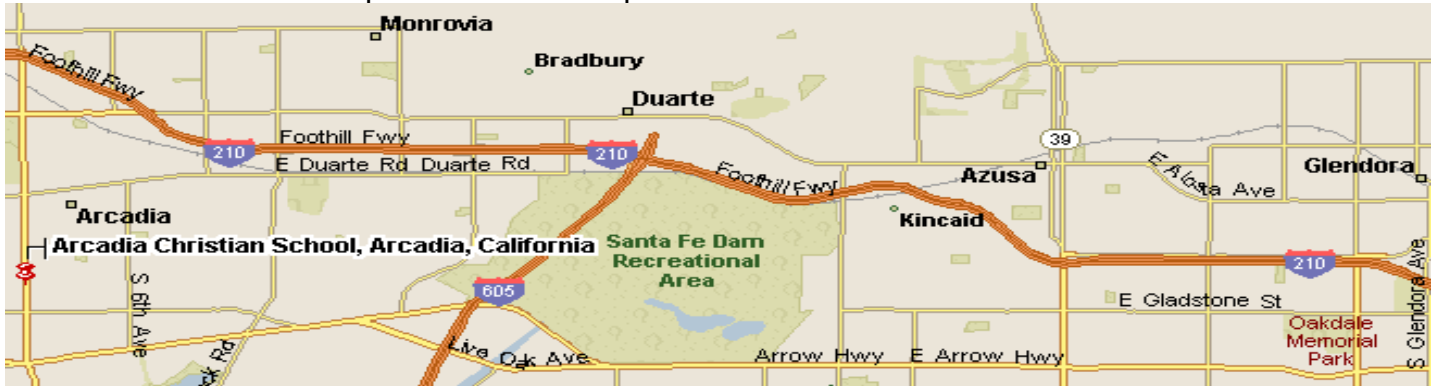 Monrovia
Foothill Fwy
Bradbury
Duarte
39
210
Foothill Fwy
210
E Duarte Rd Duarte Rd
Foothill Fwy
Azusa
E Alosta Ave
Glendora
Arcadia
Kincaid
Arcadia Christian School, Arcadia, California
Santa Fe Dam
Recreational
Area
210
605
S 6th Ave
E Gladstone St
S Glendora Ave
Oakdale
Memorial
Park
Live Oak Ave
Arrow Hwy
E Arrow Hwy
Rd